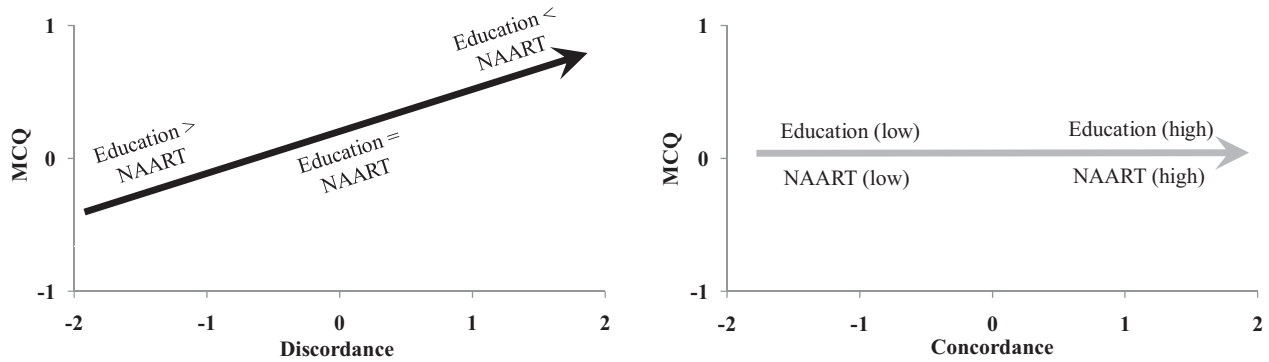 1
0
-1
MCQ
Education >
NAART
Education =
NAART
Education <
NAART
-2 -1 0 1 2
Discordance
1
0
-1
MCQ
Education (low)
NAART (low)
Education (high)
NAART (high)
-2 -1 0 1 2
Concordance